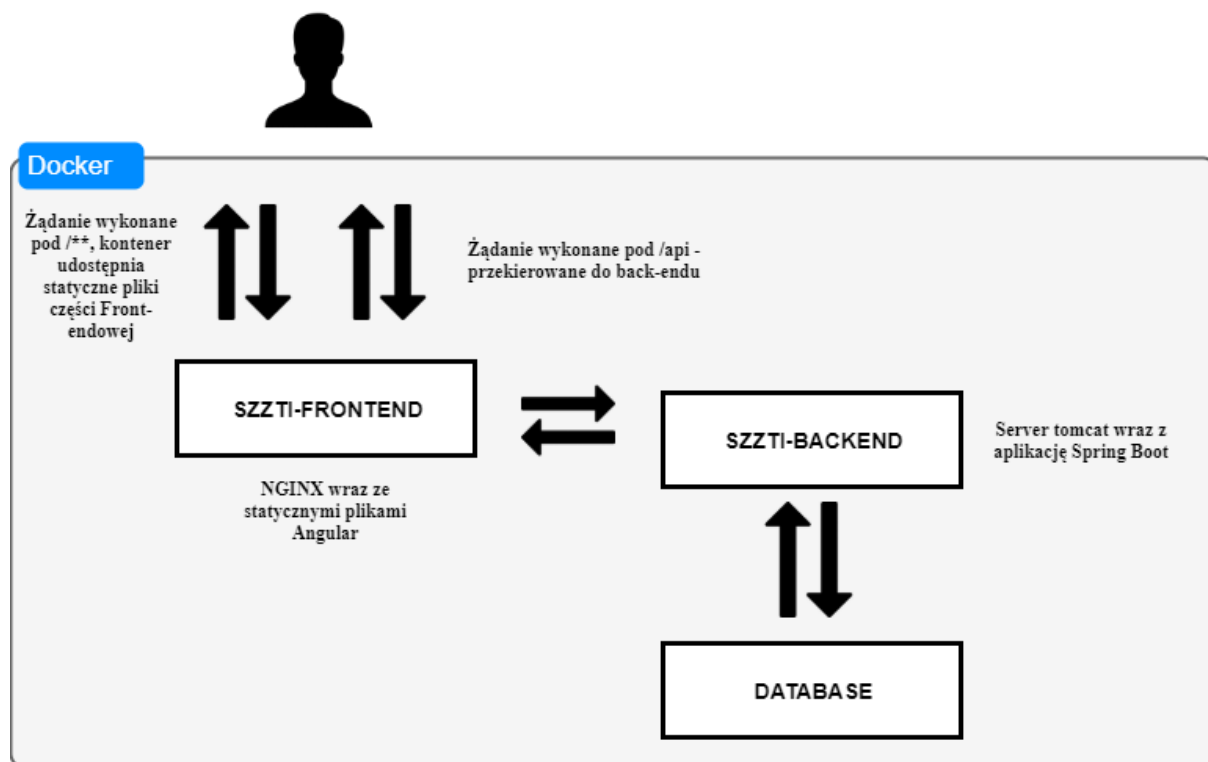 Docker
Żądanie wykonane
pod /**, kontener
udostępnia
statyczne pliki
części Front-
endowej
Żądanie wykonane pod /api -
przekierowane do back-endu
SZZTI-FRONTEND
NGINX wraz ze
statycznymi plikami
Angular
SZZTI-BACKEND
Server tomcat wraz z
aplikację Spring Boot
DATABASE